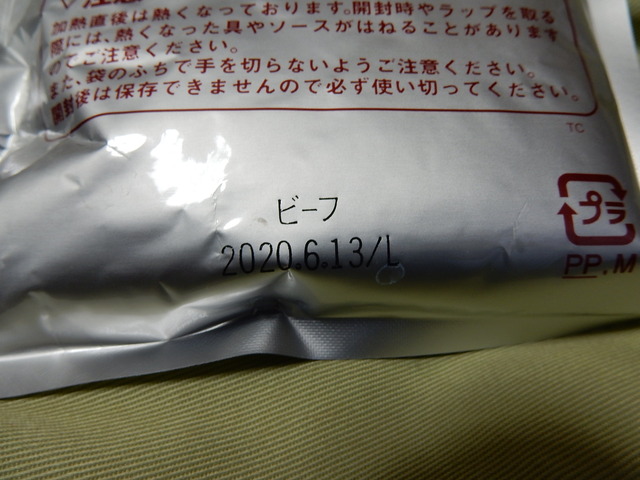 加熱直後は熱くなっております。開封時やラップを取る
際には、熱くなった具やソースがはねることがあります
のでご注意ください。
また、袋のふちで手を切らないようご注意ください。
開封後は保存できませんので必ず使い切ってください。
TC
ビーフ
プラ
2020.6.13/L
PP,M